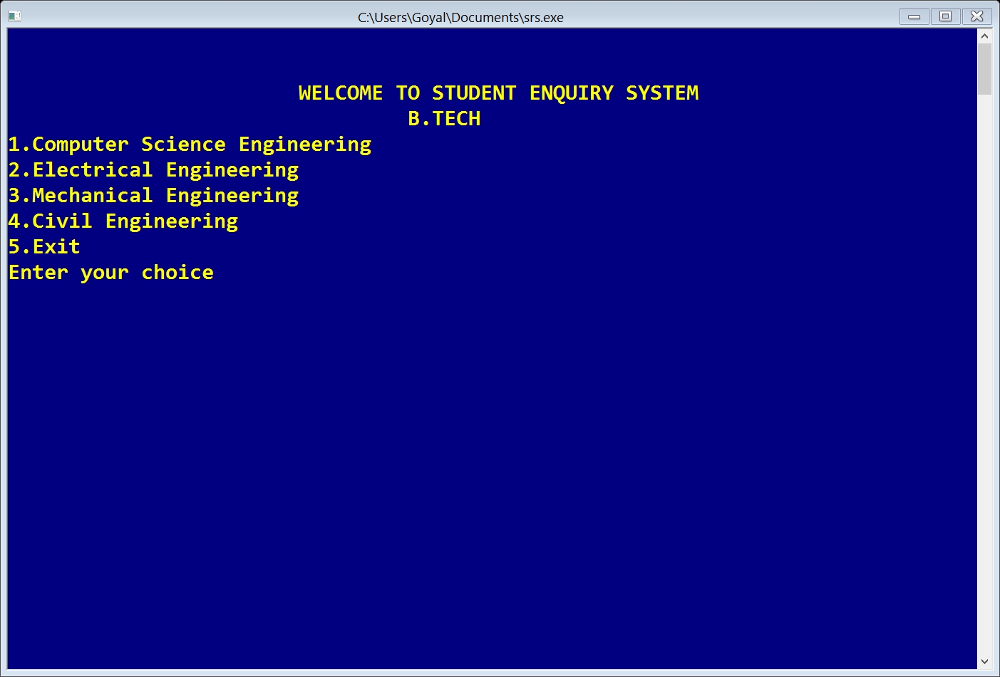 C:\Users\Goyal\Documents\srs.exe
WELCOME TO STUDENT ENQUIRY SYSTEM
B.TECH
1.Computer Science Engineering
2.Electrical Engineering
3.Mechanical Engineering
4.Civil Engineering
5.Exit
Enter your choice